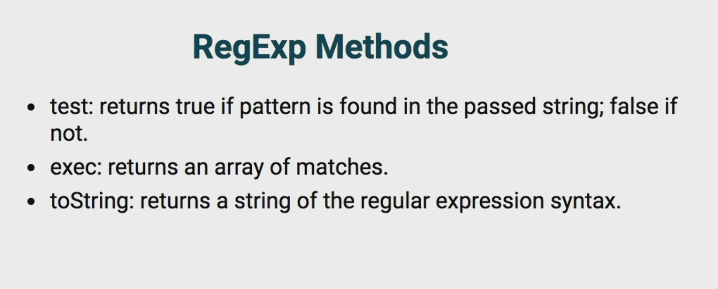 RegExp Methods
• test: returns true if pattern is found in the passed string; false if
not.
• exec: returns an array of matches.
• toString: returns a string of the regular expression syntax.